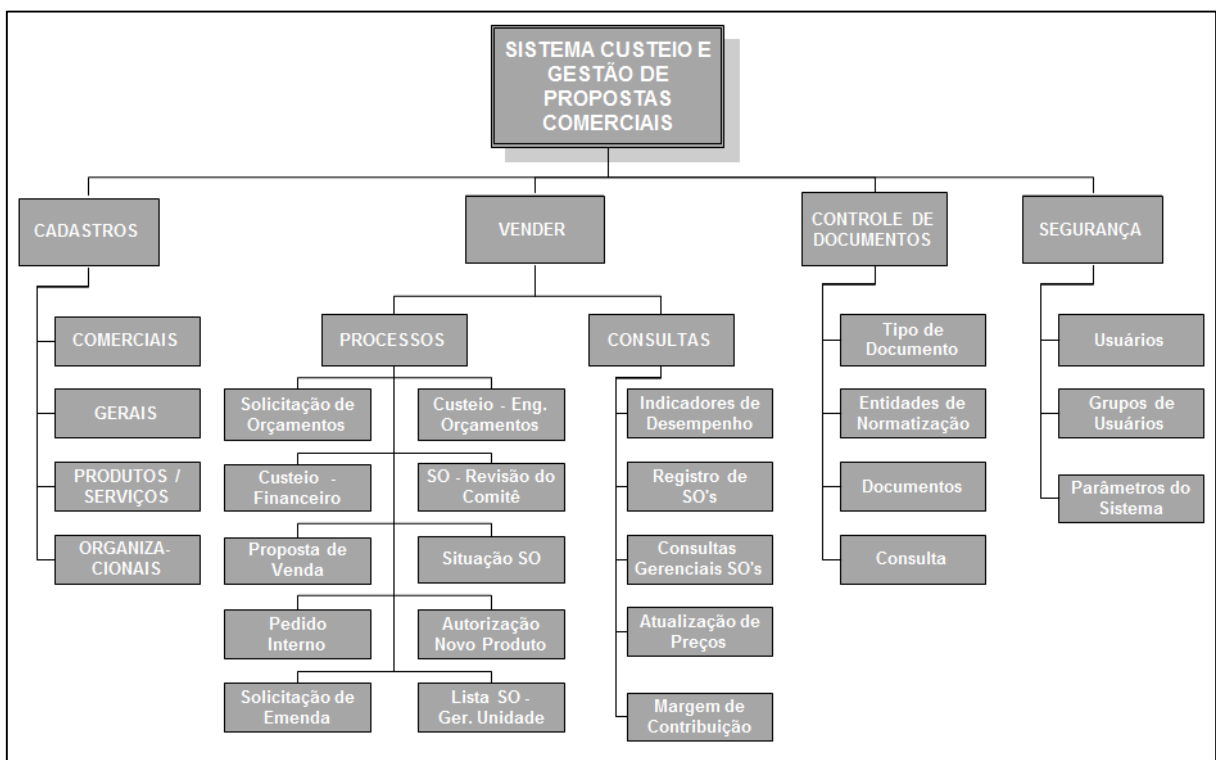 SISTEMA CUSTEIO E
GESTÃO DE
PROPOSTAS
COMERCIAIS
CADASTROS
VENDER
CONTROLE DE
DOCUMENTOS
SEGURANÇA
COMERCIAIS
GERAIS
PRODUTOS /
SERVIÇOS
ORGANIZA-
CIONAIS
PROCESSOS
Solicitação de
Orçamentos
Custeio - Eng.
Orçamentos
Custeio -
Financeiro
SO - Revisão do
Comitê
Proposta de
Venda
Situação SO
Pedido
Interno
Autorização
Novo Produto
Solicitação de
Emenda
Lista SO -
Ger. Unidade
CONSULTAS
Indicadores de
Desempenho
Registro de
SO's
Consultas
Gerenciais SO's
Atualização de
Preços
Margem de
Contribuição
Tipo de
Documento
Entidades de
Normatização
Documentos
Consulta
Usuários
Grupos de
Usuários
Parâmetros do
Sistema